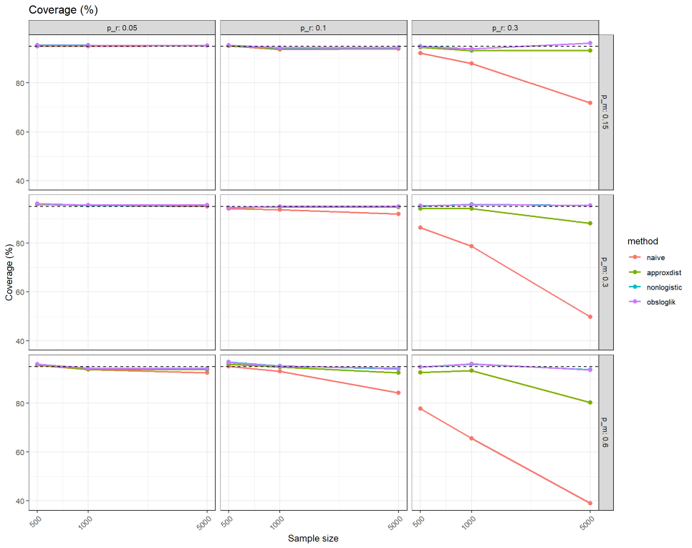 Coverage (%)
p_r: 0.05
p_r: 0.1
p_r: 0.3
80
60
40
p_m: 0.15
80
60
40
p_m: 0.3
80
60
40
p_m: 0.6
Coverage (%)
500
1000
5000
500
1000
5000
500
1000
5000
Sample size
method
naive
approxdist
nonlogistic
obsloglik